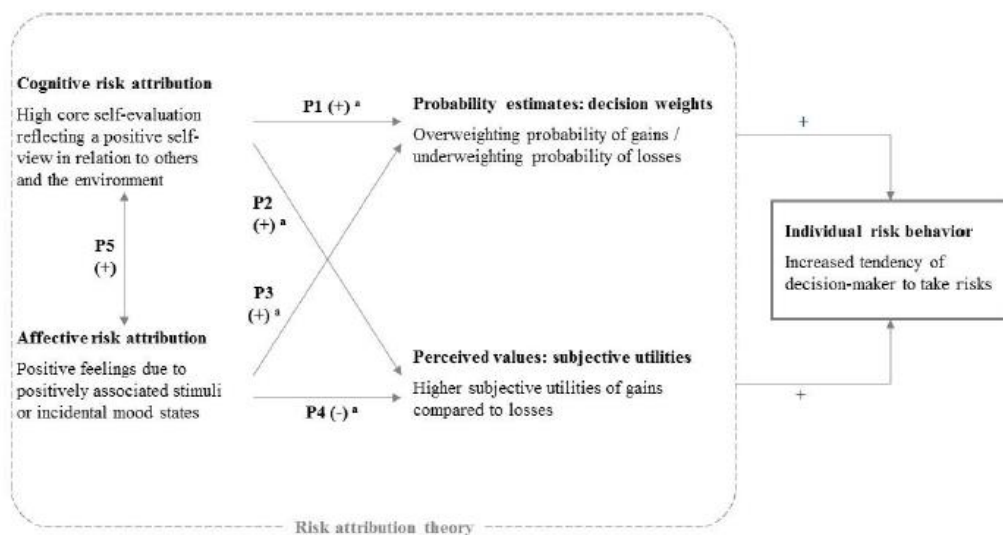 Cognitive risk attribution
High core self-evaluation
reflecting a positive self-
view in relation to others
and the environment
P1 (+) a
Probability estimates: decision weights
Overweighting probability of gains /
underweighting probability of losses
+
P2
(+) a
P5
(+)
P3
(+) a
Individual risk behavior
Increased tendency of
decision-maker to take risks
Affective risk attribution
Positive feelings due to
positively associated stimuli
or incidental mood states
P4 (-) a
Perceived values: subjective utilities
Higher subjective utilities of gains
compared to losses
+
Risk attribution theory